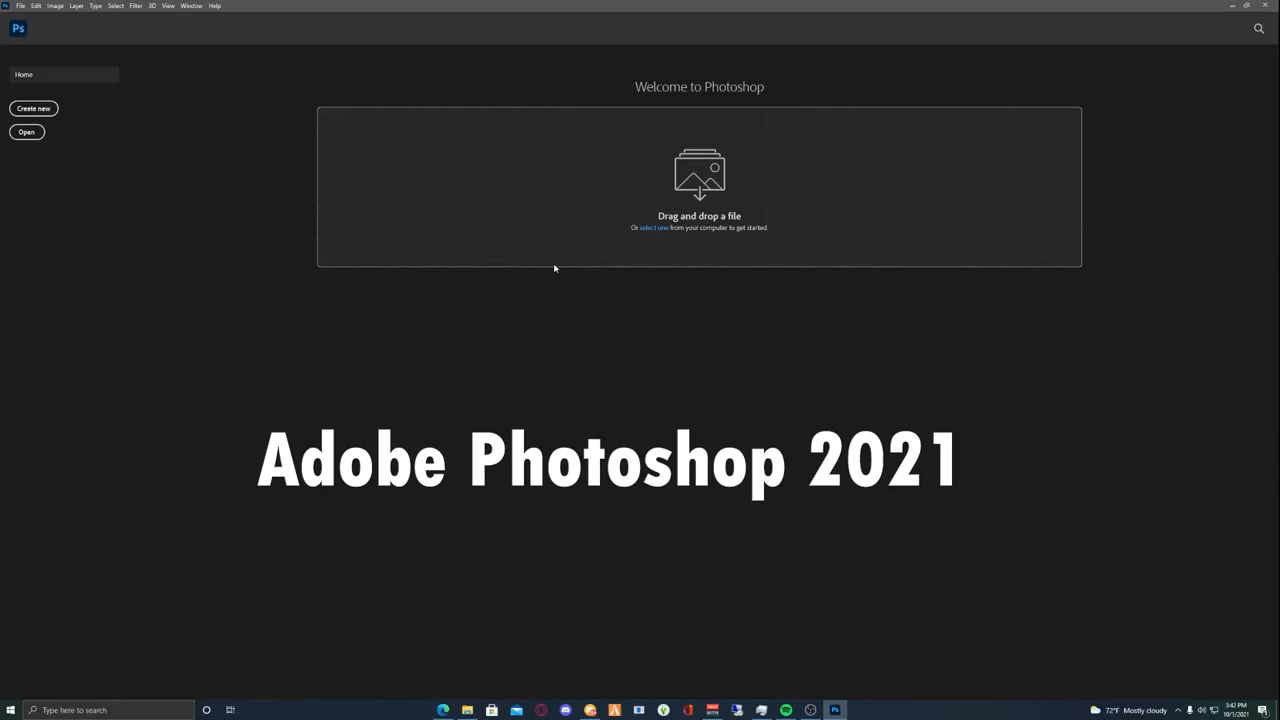 File Edit Image Layer Type Select Filter 3D View Window Help
Ps
Home
Create new
Open
Welcome to Photoshop
Drag and drop a file
Or select one from your computer to get started.
Adobe Photoshop 2021
Type here to search
72°F Mostly cloudy
3:42 PM
10/1/2021